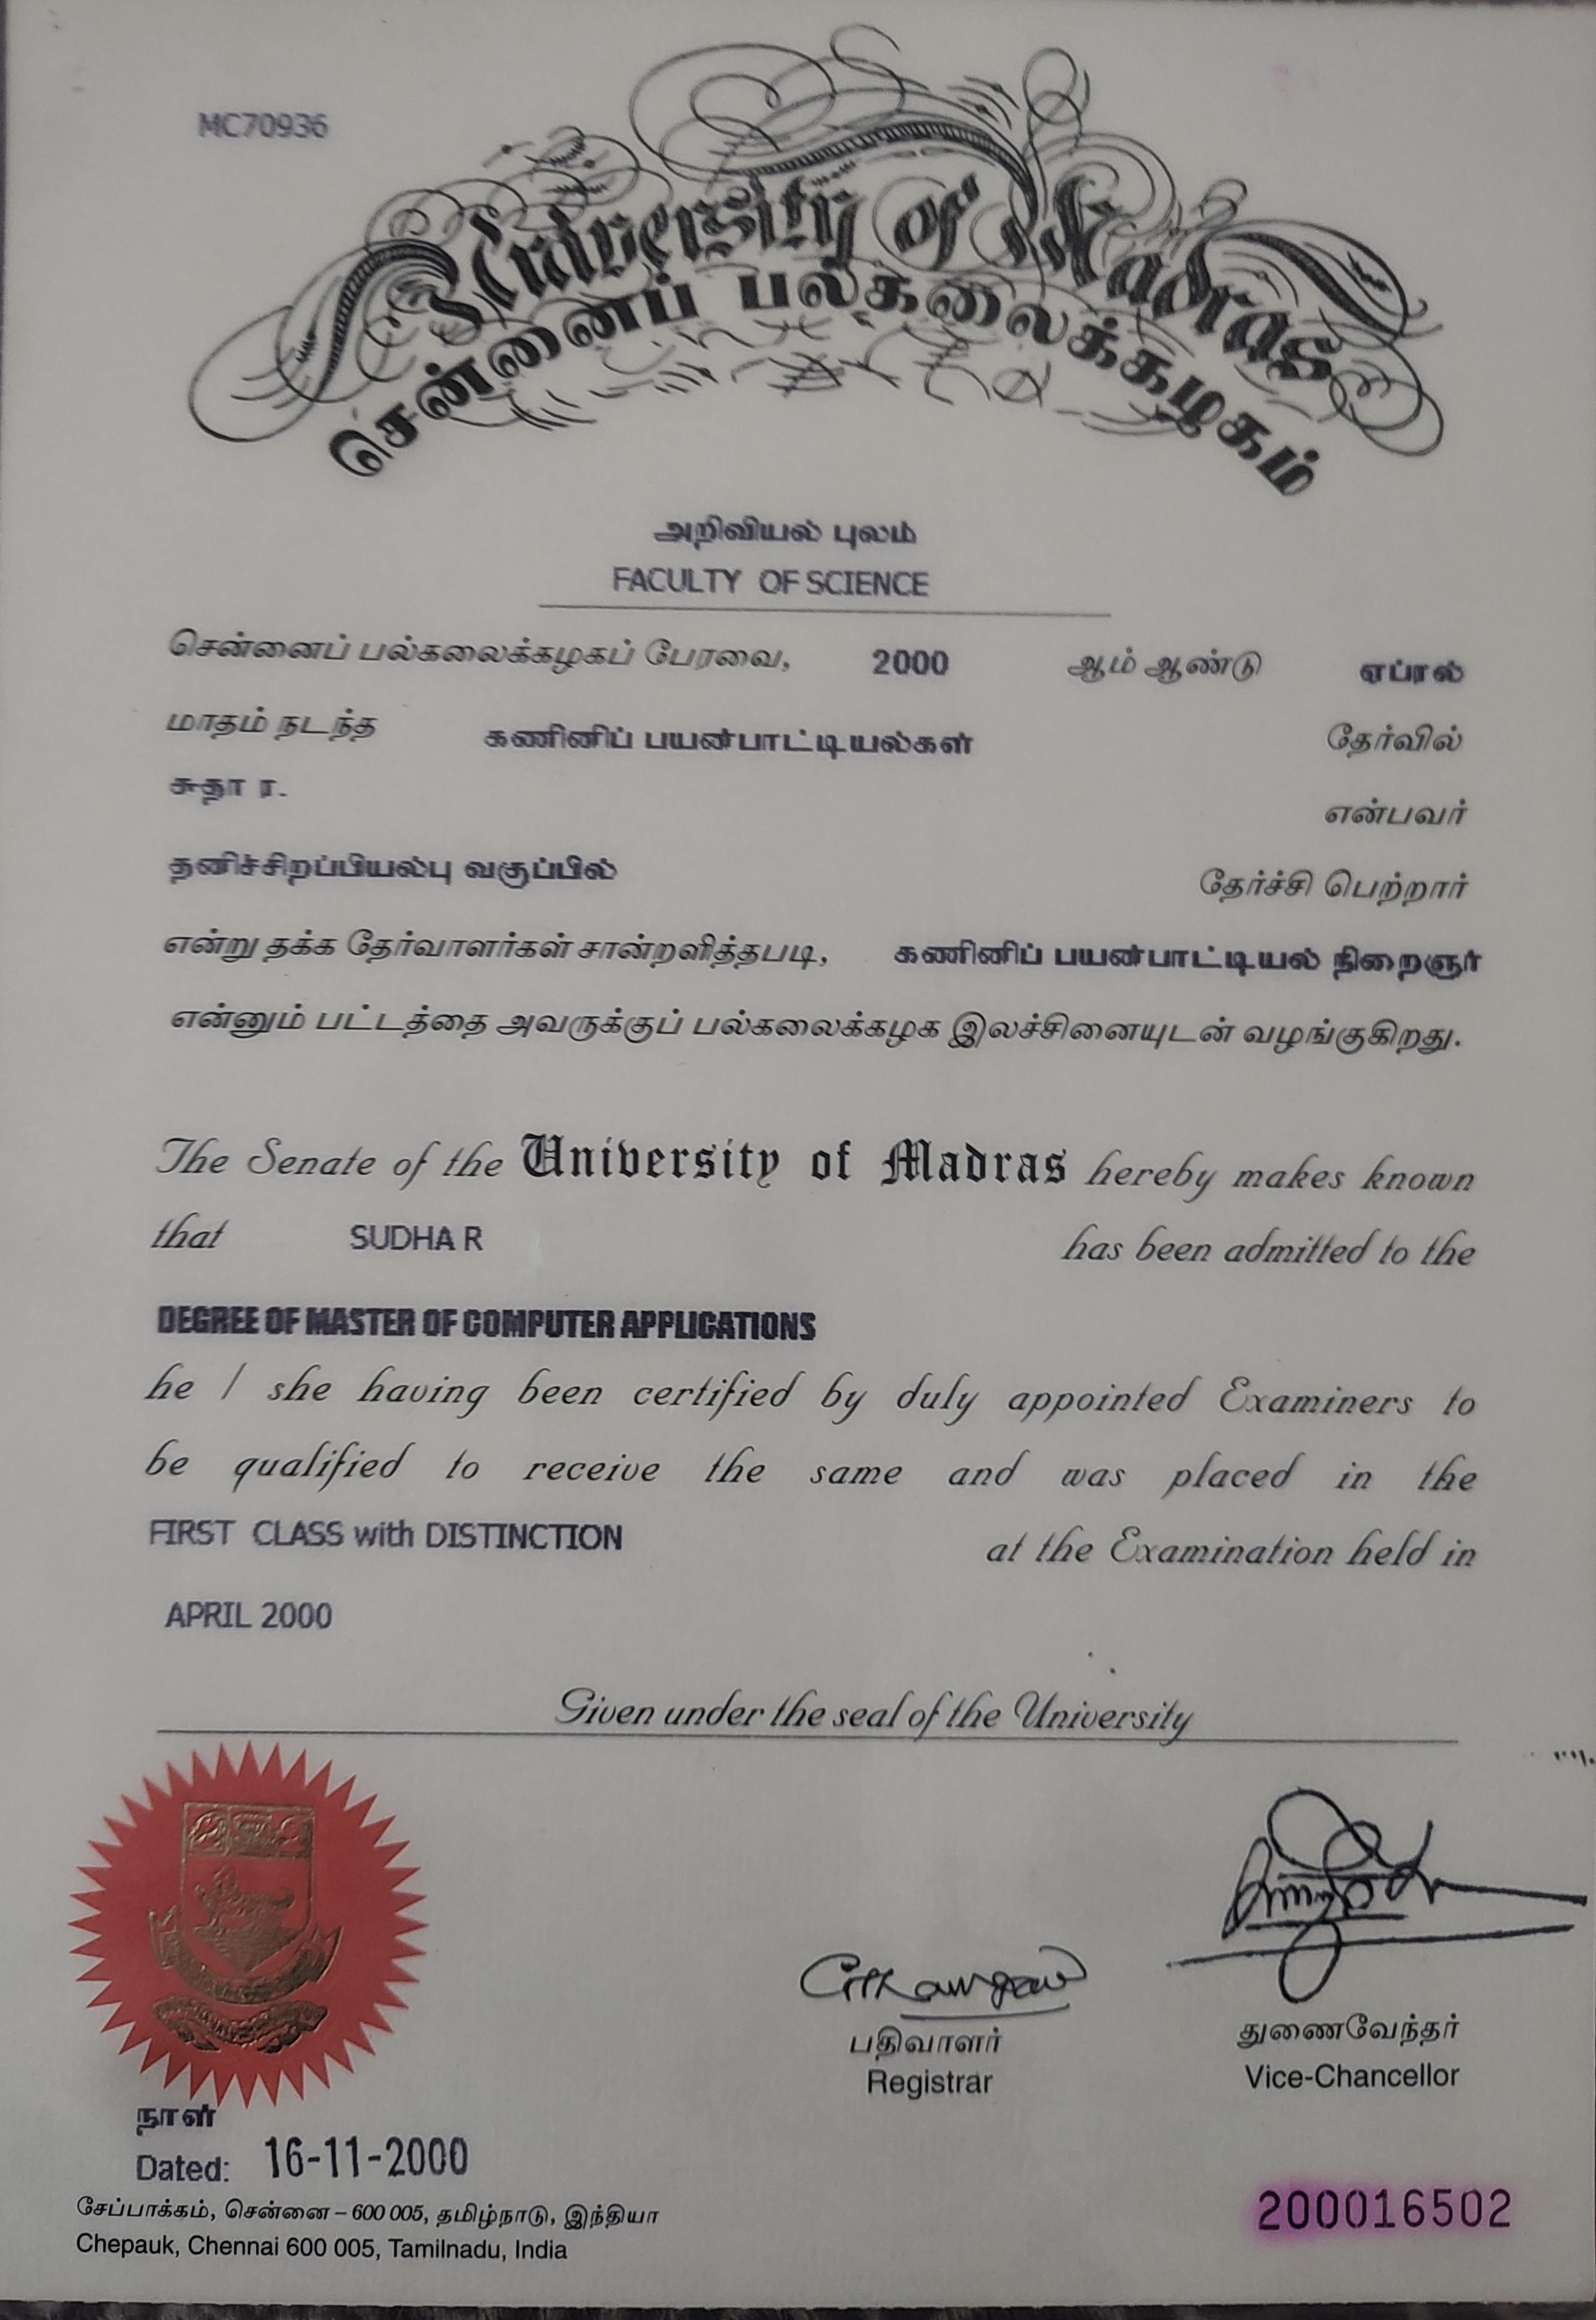 MC70936
University of Madras
சென்னைப் பல்கலைக்கழகம்
அறிவியல் புலம்
FACULTY OF SCIENCE
சென்னைப் பல்கலைக்கழகப் பேரவை, 2000 ஆம் ஆண்டு ஏப்ரல்
மாதம் நடந்த கணினிப் பயன்பாட்டியல்கள் தேர்வில்
சுதா ர. என்பவர்
தனிச்சிறப்பியல்பு வகுப்பில் தேர்ச்சி பெற்றார்
என்று தக்க தேர்வாளர்கள் சான்றளித்தபடி, கணினிப் பயன்பாட்டியல் நிறைஞர்
என்னும் பட்டத்தை அவருக்குப் பல்கலைக்கழக இலச்சினையுடன் வழங்குகிறது.
The Senate of the University of Madras hereby makes known
that SUDHA R has been admitted to the
DEGREE OF MASTER OF COMPUTER APPLICATIONS
he / she having been certified by duly appointed Examiners to
be qualified to receive the same and was placed in the
FIRST CLASS with DISTINCTION at the Examination held in
APRIL 2000
Given under the seal of the University
பதிவாளர்
Registrar
துணைவேந்தர்
Vice-Chancellor
நாள்
Dated: 16-11-2000
சேப்பாக்கம், சென்னை – 600 005, தமிழ்நாடு, இந்தியா
Chepauk, Chennai 600 005, Tamilnadu, India
200016502